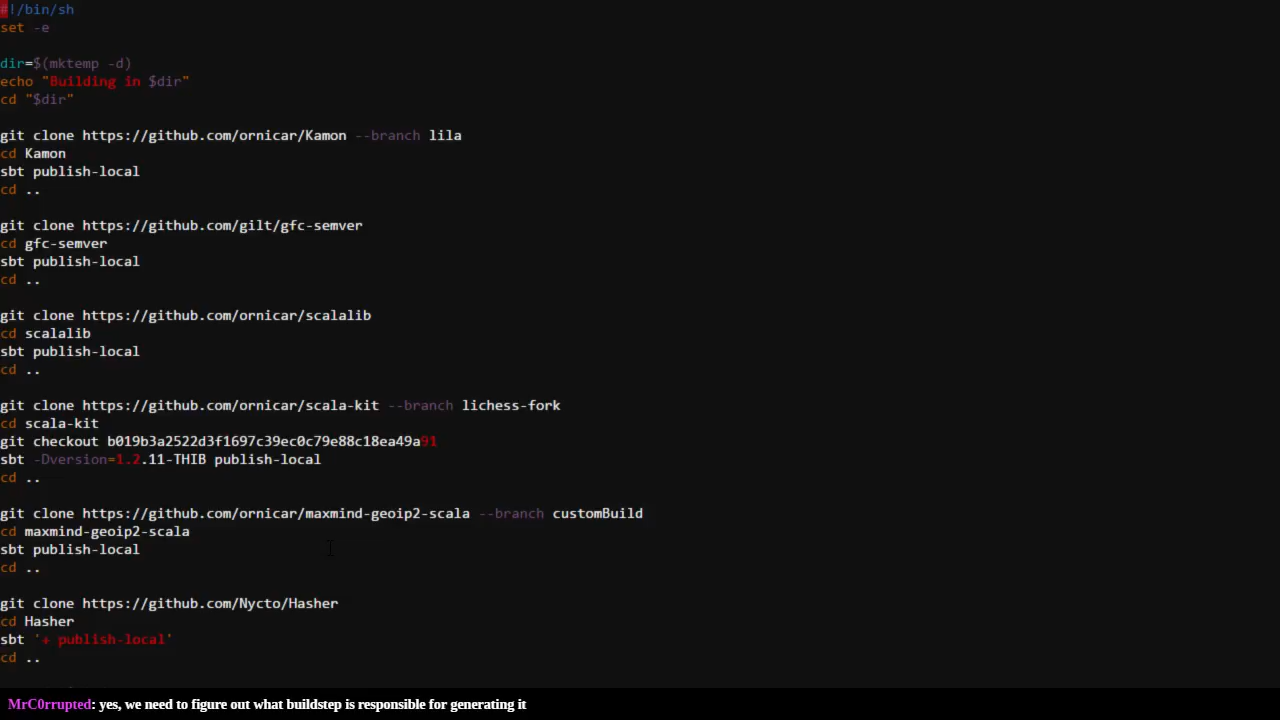 #!/bin/sh
set -e
dir=$(mktemp -d)
echo "Building in $dir"
cd "$dir"
git clone https://github.com/ornicar/Kamon --branch lila
cd Kamon
sbt publish-local
cd ..
git clone https://github.com/gilt/gfc-semver
cd gfc-semver
sbt publish-local
cd ..
git clone https://github.com/ornicar/scalalib
cd scalalib
sbt publish-local
cd ..
git clone https://github.com/ornicar/scala-kit --branch lichess-fork
cd scala-kit
git checkout b019b3a2522d3f1697c39ec0c79e88c18ea49a91
sbt -Dversion=1.2.11-THIB publish-local
cd ..
git clone https://github.com/ornicar/maxmind-geoip2-scala --branch customBuild
cd maxmind-geoip2-scala
sbt publish-local
cd ..
git clone https://github.com/Nycto/Hasher
cd Hasher
sbt '+ publish-local'
cd ..
MrC0rrupted: yes, we need to figure out what buildstep is responsible for generating it